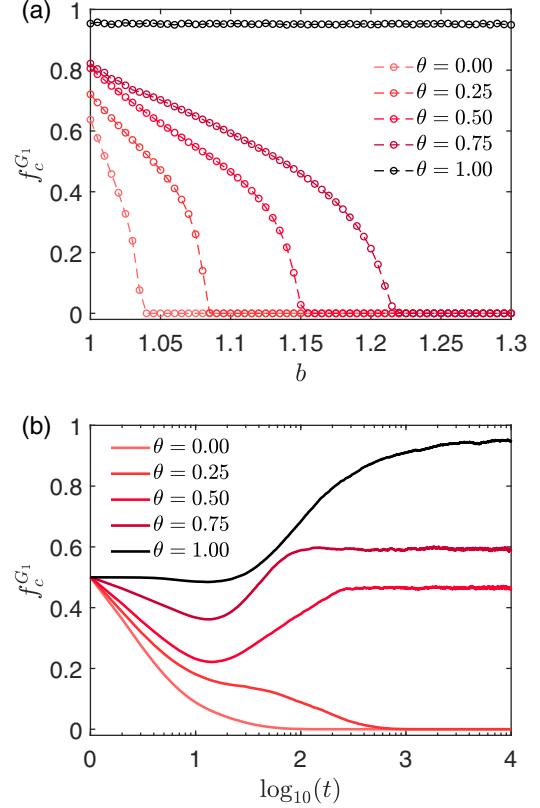 (a)
1
0.8
0.6
0.4
0.2
0
f_c^{G_1}
θ = 0.00
θ = 0.25
θ = 0.50
θ = 0.75
θ = 1.00
1 1.05 1.1 1.15 1.2 1.25 1.3
b
(b)
1
0.8
0.6
0.4
0.2
0
f_c^{G_1}
θ = 0.00
θ = 0.25
θ = 0.50
θ = 0.75
θ = 1.00
0 1 2 3 4
log₁₀(t)